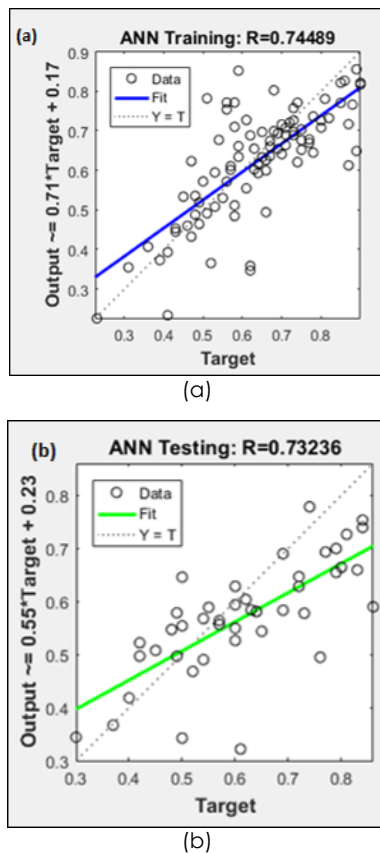 (a)
ANN Training: R=0.74489
Output ~= 0.71*Target + 0.17
0.9
0.8
0.7
0.6
0.5
0.4
0.3
Data
Fit
Y = T
0.3 0.4 0.5 0.6 0.7 0.8
Target
(a)
(b)
ANN Testing: R=0.73236
Output ~= 0.55*Target + 0.23
0.8
0.7
0.6
0.5
0.4
0.3
Data
Fit
Y = T
0.3 0.4 0.5 0.6 0.7 0.8
Target
(b)